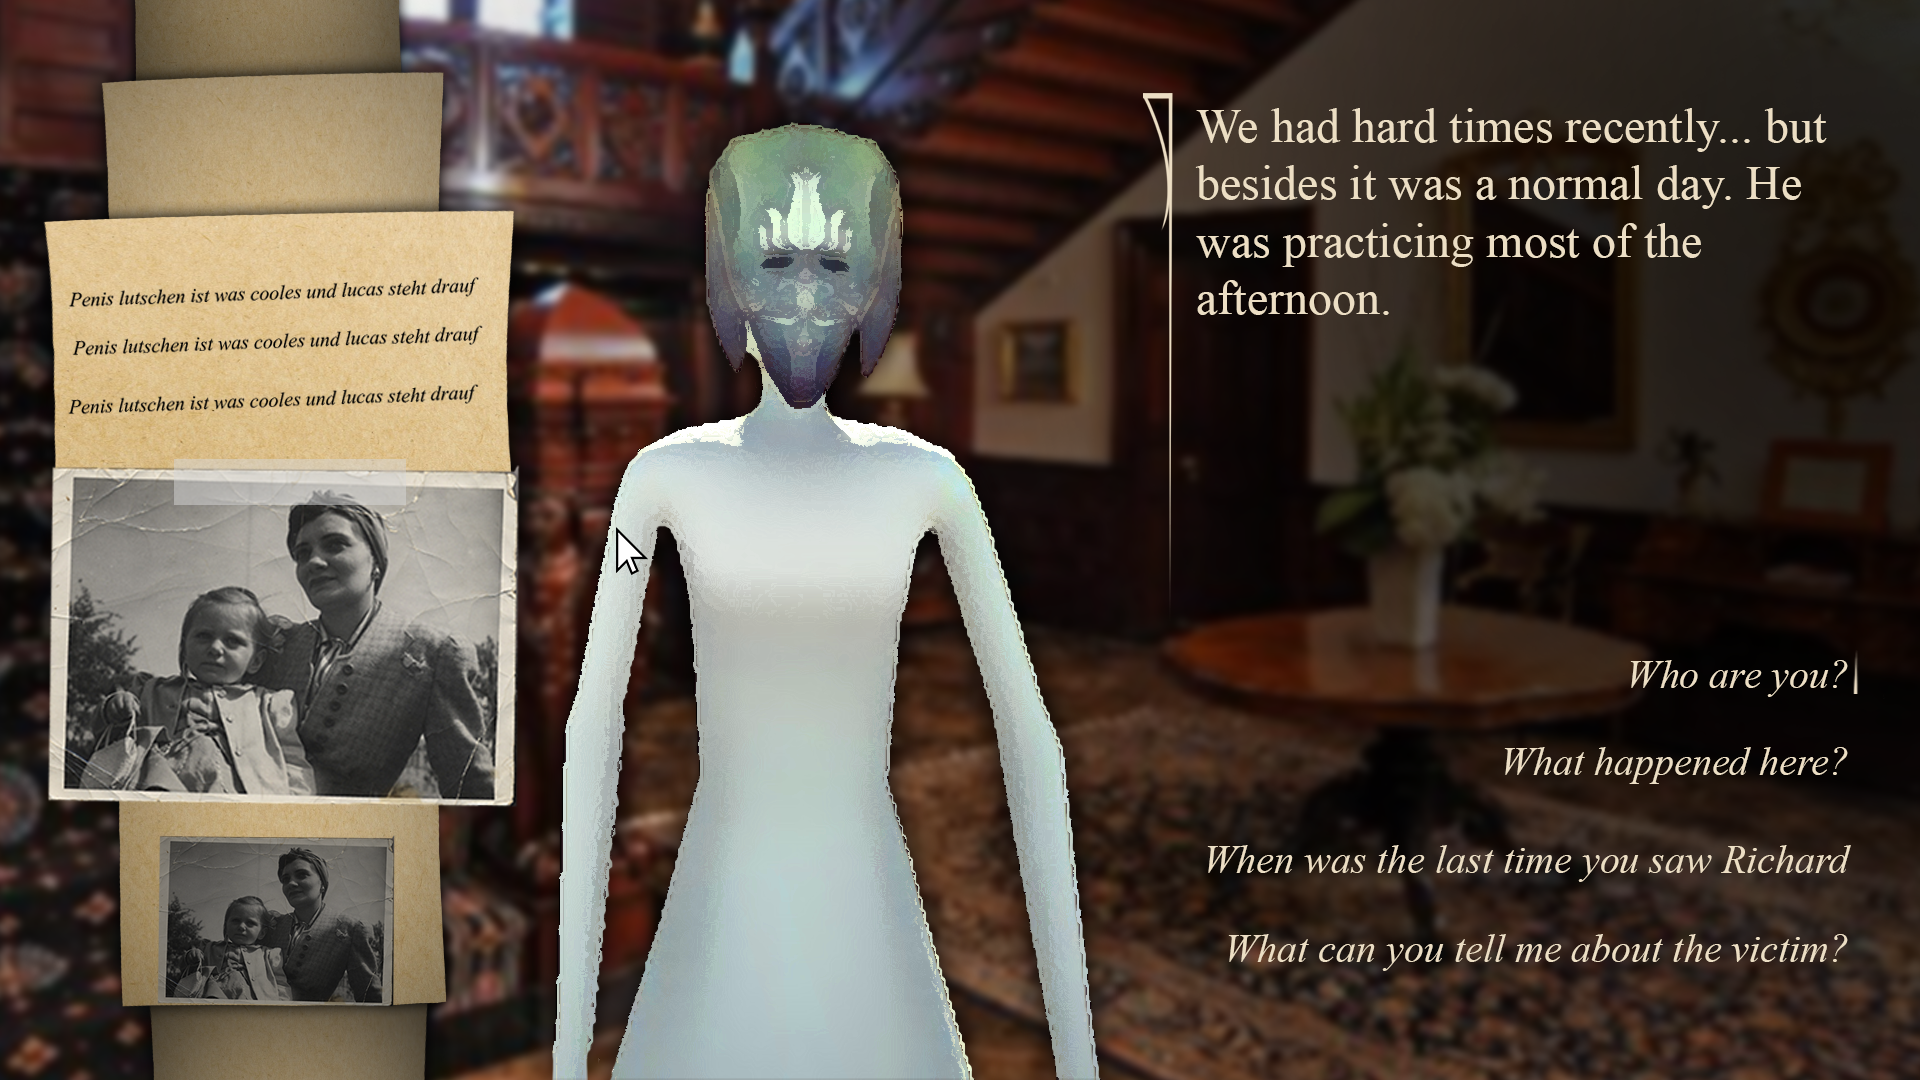 Penis lutschen ist was cooles und lucas steht drauf
Penis lutschen ist was cooles und lucas steht drauf
Penis lutschen ist was cooles und lucas steht drauf
We had hard times recently... but
besides it was a normal day. He
was practicing most of the
afternoon.
Who are you?
What happened here?
When was the last time you saw Richard
What can you tell me about the victim?